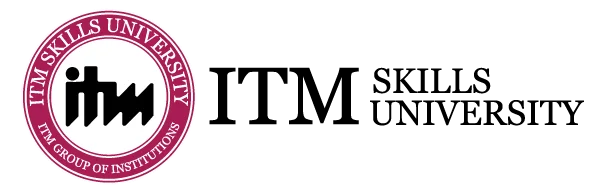 ITM SKILLS UNIVERSITY
itm
ITM GROUP OF INSTITUTIONS
ITM SKILLS
UNIVERSITY